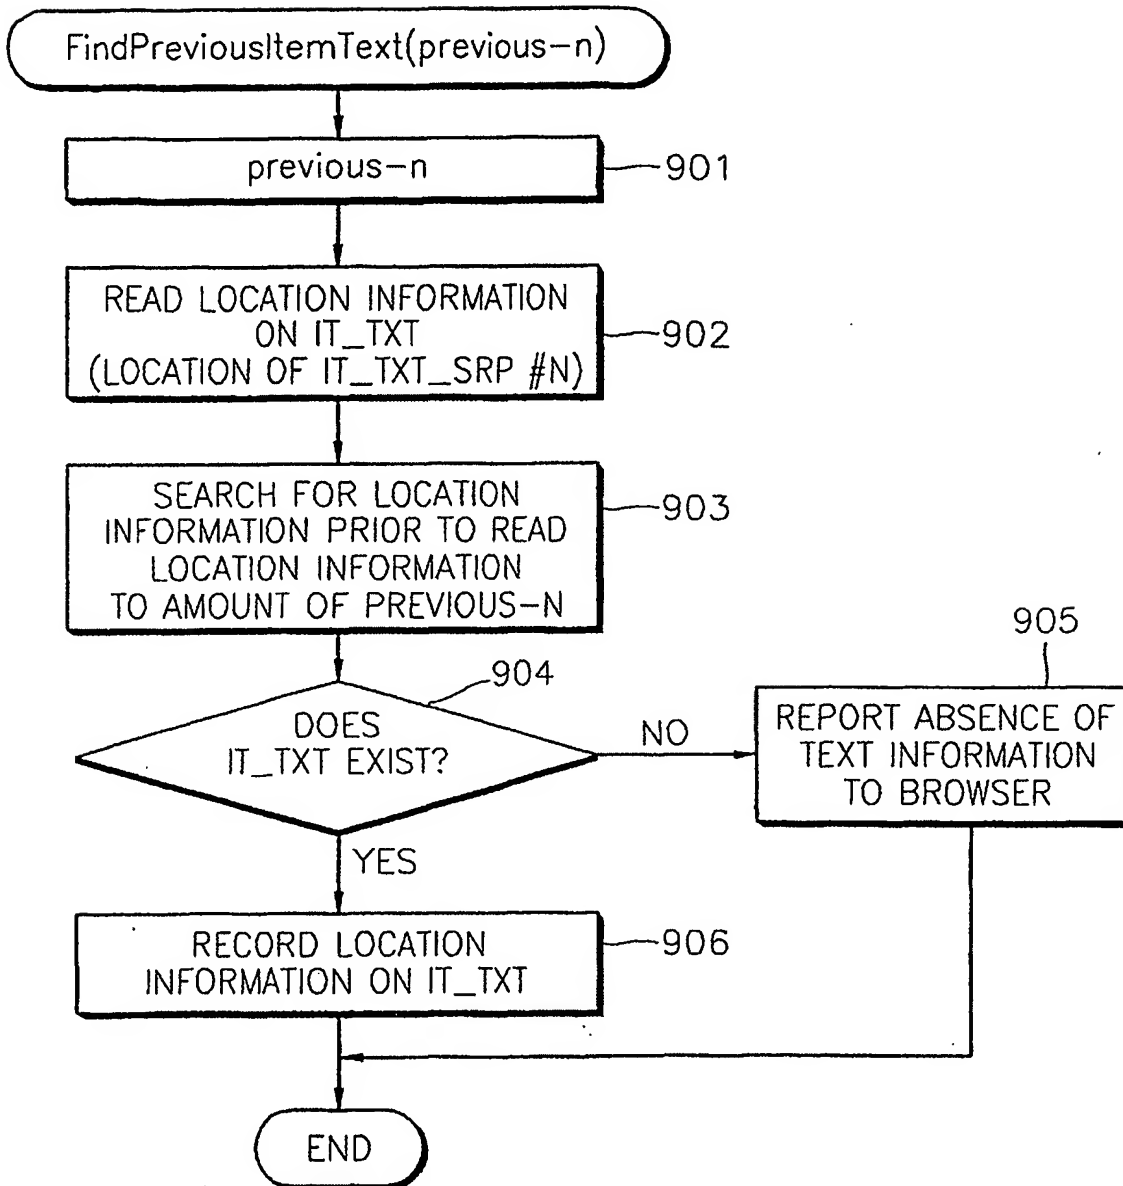 FindPreviousItemText(previous-n)
previous-n
901
READ LOCATION INFORMATION
ON IT_TXT
(LOCATION OF IT_TXT_SRP #N)
902
SEARCH FOR LOCATION
INFORMATION PRIOR TO READ
LOCATION INFORMATION
TO AMOUNT OF PREVIOUS-N
903
904
DOES
IT_TXT EXIST?
NO
905
REPORT ABSENCE OF
TEXT INFORMATION
TO BROWSER
YES
RECORD LOCATION
INFORMATION ON IT_TXT
906
END